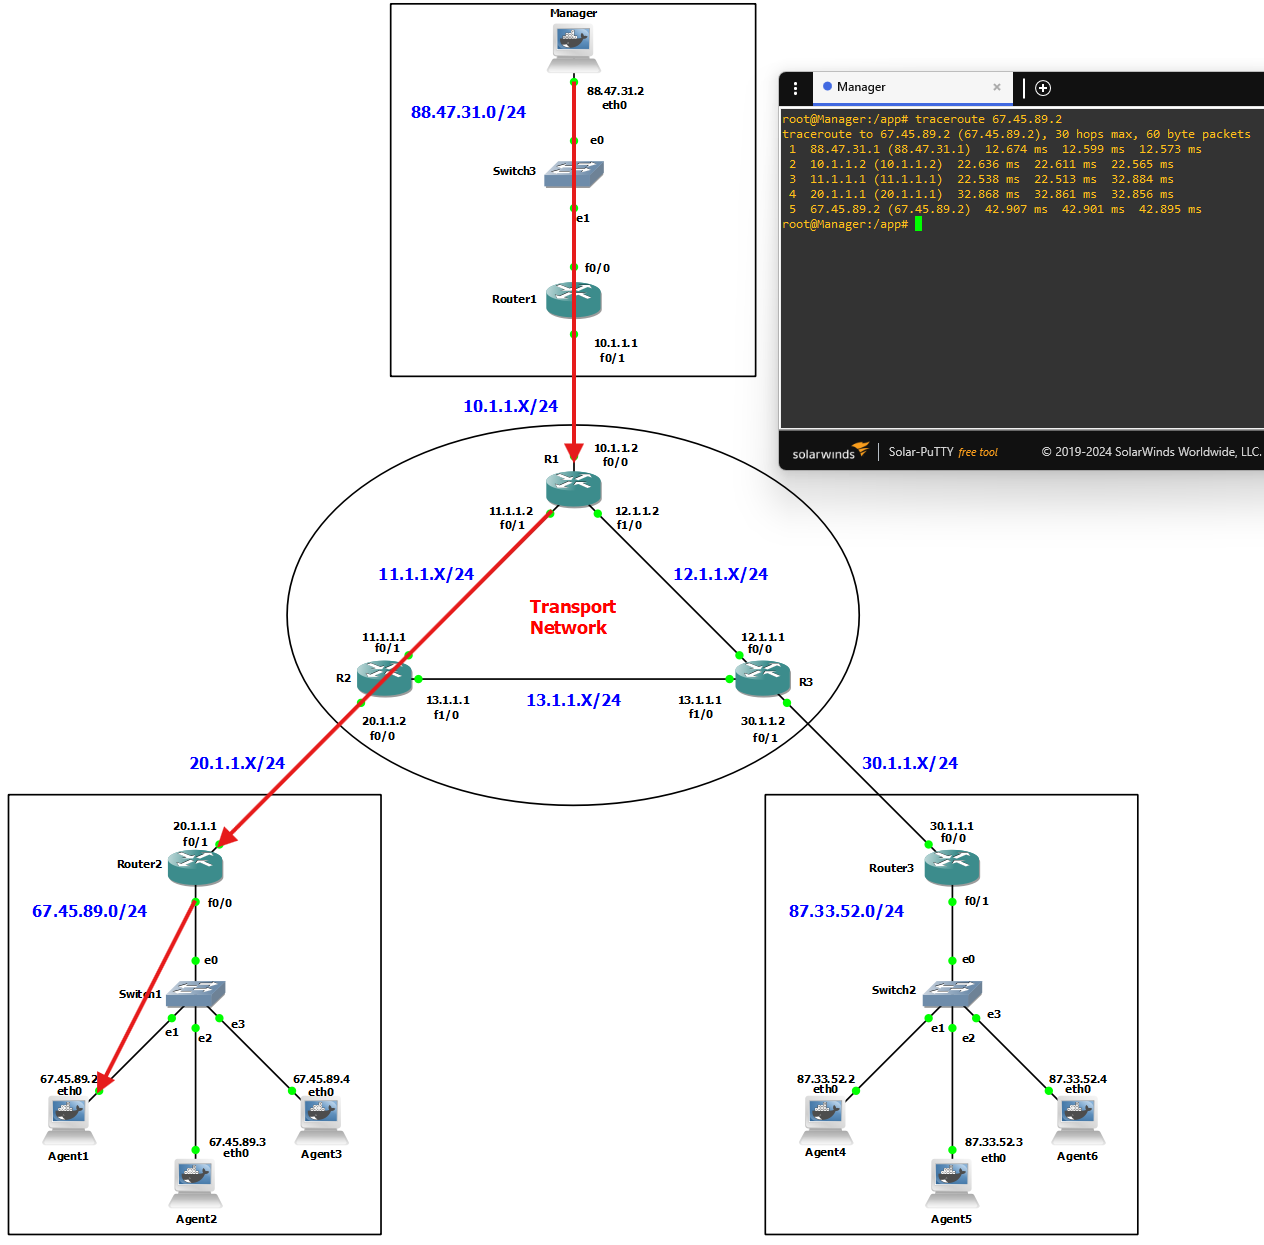 Manager
88.47.31.2
eth0
88.47.31.0/24
e0
Switch3
e1
f0/0
Router1
10.1.1.1
f0/1
Manager
root@Manager:/app# traceroute 67.45.89.2
traceroute to 67.45.89.2 (67.45.89.2), 30 hops max, 60 byte packets
1 88.47.31.1 (88.47.31.1) 12.674 ms 12.599 ms 12.573 ms
2 10.1.1.2 (10.1.1.2) 22.636 ms 22.611 ms 22.565 ms
3 11.1.1.1 (11.1.1.1) 22.538 ms 22.513 ms 32.884 ms
4 20.1.1.1 (20.1.1.1) 32.868 ms 32.861 ms 32.856 ms
5 67.45.89.2 (67.45.89.2) 42.907 ms 42.901 ms 42.895 ms
root@Manager:/app#
solarwinds
Solar-PuTTY free tool
© 2019-2024 SolarWinds Worldwide, LLC.
10.1.1.X/24
10.1.1.2
f0/0
R1
11.1.1.2
f0/1
12.1.1.2
f1/0
11.1.1.X/24
12.1.1.X/24
Transport
Network
11.1.1.1
f0/1
12.1.1.1
f0/0
R2
R3
13.1.1.1
f1/0
13.1.1.X/24
13.1.1.1
f1/0
20.1.1.2
f0/0
30.1.1.2
f0/1
20.1.1.X/24
30.1.1.X/24
20.1.1.1
f0/1
Router2
f0/0
67.45.89.0/24
e0
Switch1
e1
e2
e3
67.45.89.2
eth0
Agent1
67.45.89.3
eth0
Agent2
67.45.89.4
eth0
Agent3
30.1.1.1
f0/0
Router3
f0/1
87.33.52.0/24
e0
Switch2
e1
e2
e3
87.33.52.2
eth0
Agent4
87.33.52.3
eth0
Agent5
87.33.52.4
eth0
Agent6